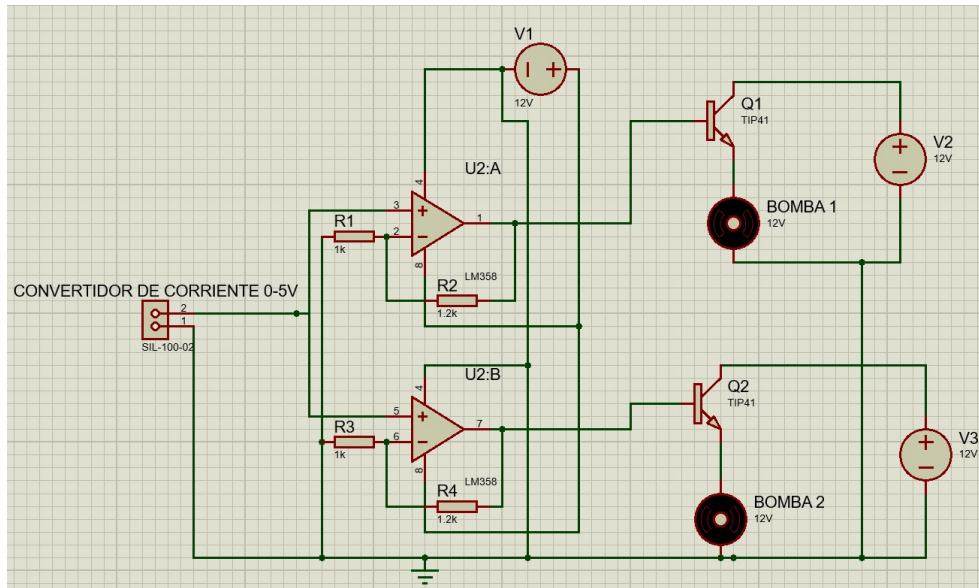 V1
12V
Q1
TIP41
V2
12V
U2:A
4
3
2
1
8
LM358
R1
1k
R2
1.2k
BOMBA 1
12V
CONVERTIDOR DE CORRIENTE 0-5V
2
1
SIL-100-02
U2:B
4
5
6
7
8
LM358
R3
1k
R4
1.2k
Q2
TIP41
V3
12V
BOMBA 2
12V